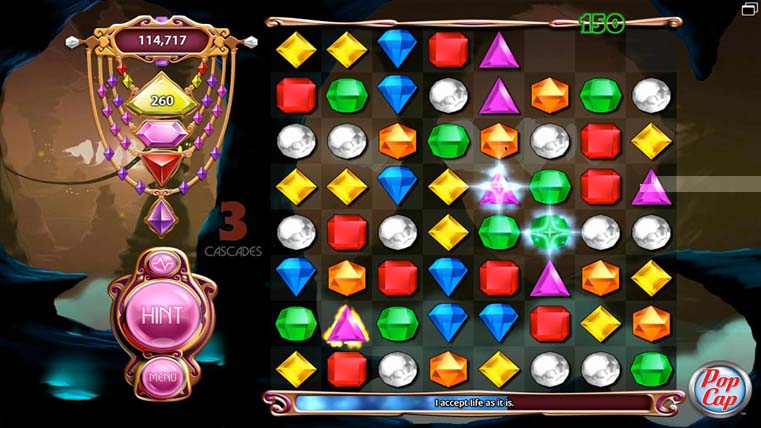 150
114,717
260
3
CASCADES
HINT
MENU
I accept life as it is.
Pop
Cap